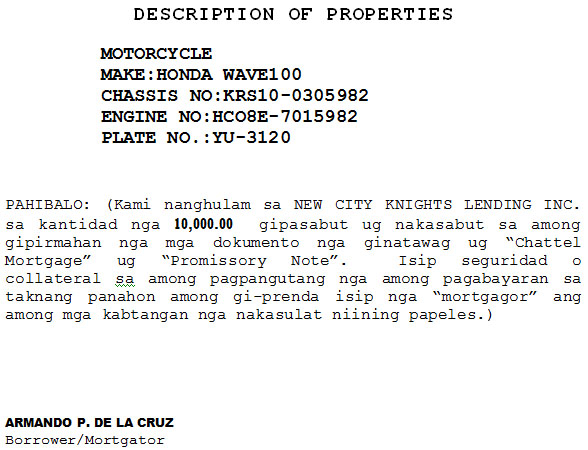 DESCRIPTION OF PROPERTIES
MOTORCYCLE
MAKE:HONDA WAVE100
CHASSIS NO:KRS10-0305982
ENGINE NO:HCO8E-7015982
PLATE NO.:YU-3120
PAHIBALO: (Kami nanghulam sa NEW CITY KNIGHTS LENDING INC.
sa kantidad nga 10,000.00 gipasabut ug nakasabut sa among
gipirmahan nga mga dokumento nga ginatawag ug “Chattel
Mortgage” ug “Promissory Note”. Isip seguridad o
collateral sa among pagpangutang nga among pagabayaran sa
taknang panahon among gi-prenda isip nga “mortgagor” ang
among mga kabtangan nga nakasulat niining papeles.)
ARMANDO P. DE LA CRUZ
Borrower/Mortgator